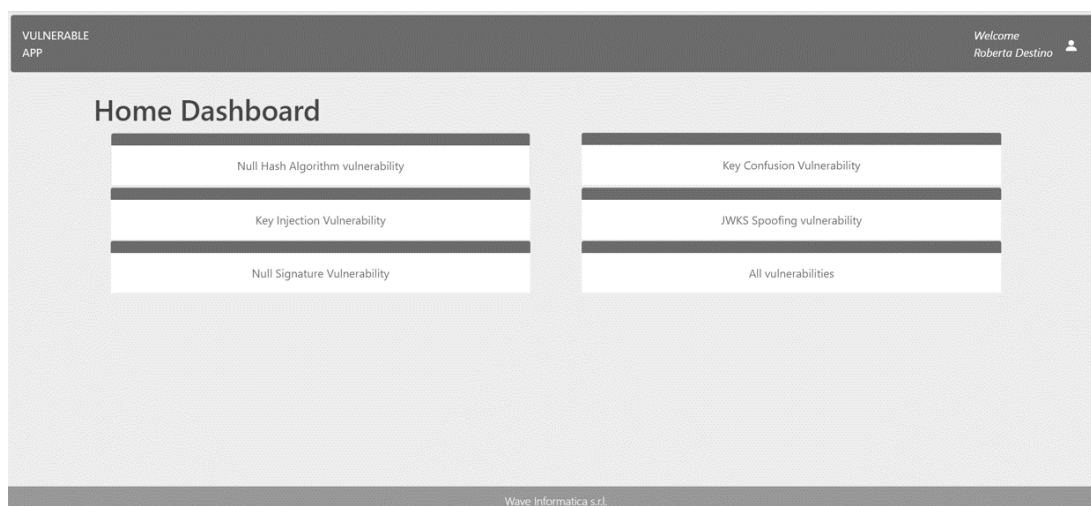 VULNERABLE
APP
Welcome
Roberta Destino
Home Dashboard
Null Hash Algorithm vulnerability
Key Confusion Vulnerability
Key Injection Vulnerability
JWKS Spoofing vulnerability
Null Signature Vulnerability
All vulnerabilities
Wave Informatica s.r.l.